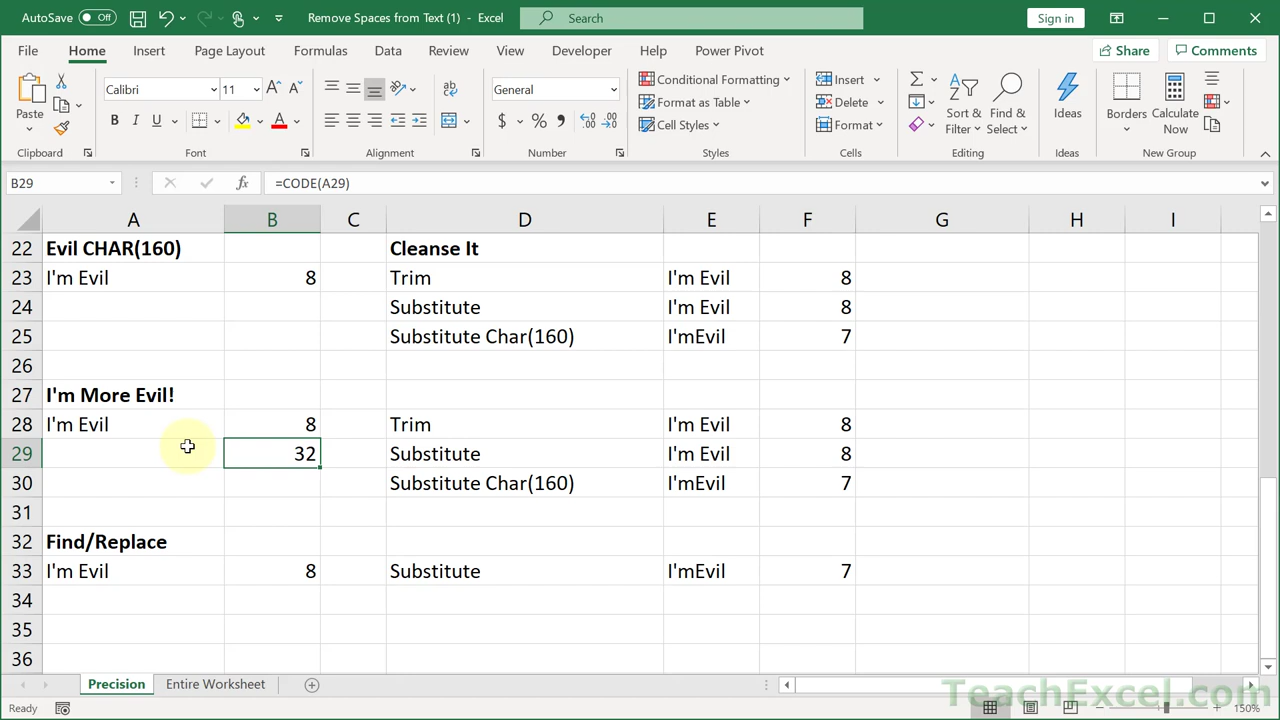 AutoSave Off Remove Spaces from Text (1) - Excel Search Sign in
File Home Insert Page Layout Formulas Data Review View Developer Help Power Pivot Share Comments
Paste
Clipboard
Calibri 11
B I U A
Font
ab
Alignment
General
$ % 9
Number
Conditional Formatting
Format as Table
Cell Styles
Styles
Insert
Delete
Format
Cells
Sort & Filter
Find & Select
Editing
Ideas
Ideas
Borders
Calculate Now
New Group
B29 fx =CODE(A29)
A B C D E F G H I
22 Evil CHAR(160) Cleanse It
23 I'm Evil 8 Trim I'm Evil 8
24 Substitute I'm Evil 8
25 Substitute Char(160) I'mEvil 7
26
27 I'm More Evil!
28 I'm Evil 8 Trim I'm Evil 8
29 32 Substitute I'm Evil 8
30 Substitute Char(160) I'mEvil 7
31
32 Find/Replace
33 I'm Evil 8 Substitute I'mEvil 7
34
35
36
Precision Entire Worksheet
Ready 150%
TeachExcel.com